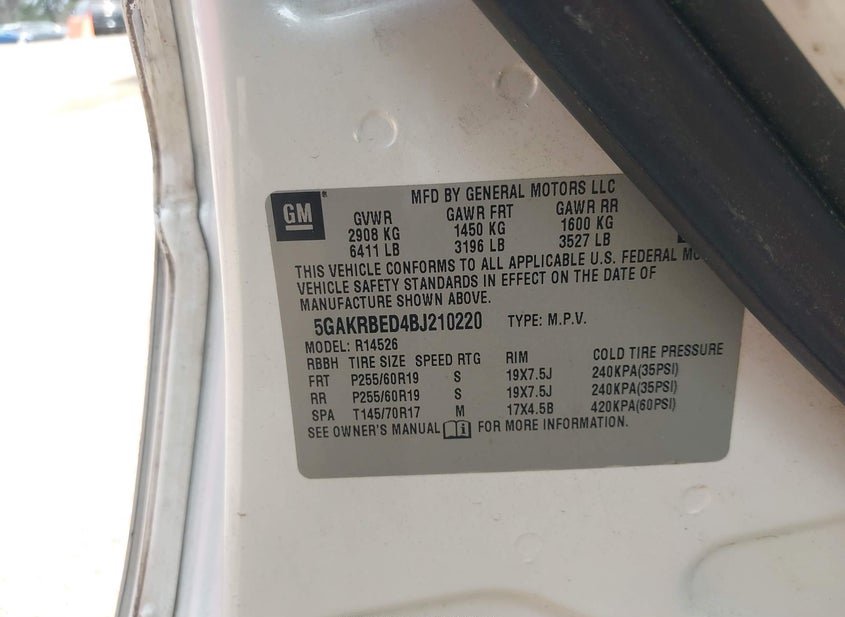 GM
MFD BY GENERAL MOTORS LLC
GVWR GAWR FRT GAWR RR
2908 KG 1450 KG 1600 KG
6411 LB 3196 LB 3527 LB
THIS VEHICLE CONFORMS TO ALL APPLICABLE U.S. FEDERAL
VEHICLE SAFETY STANDARDS IN EFFECT ON THE DATE OF
MANUFACTURE SHOWN ABOVE.
5GAKRBED4BJ210220 TYPE: M.P.V.
MODEL: R14526
RBBH TIRE SIZE SPEED RTG RIM COLD TIRE PRESSURE
FRT P255/60R19 S 19X7.5J 240KPA(35PSI)
RR P255/60R19 S 19X7.5J 240KPA(35PSI)
SPA T145/70R17 M 17X4.5B 420KPA(60PSI)
SEE OWNER'S MANUAL FOR MORE INFORMATION.